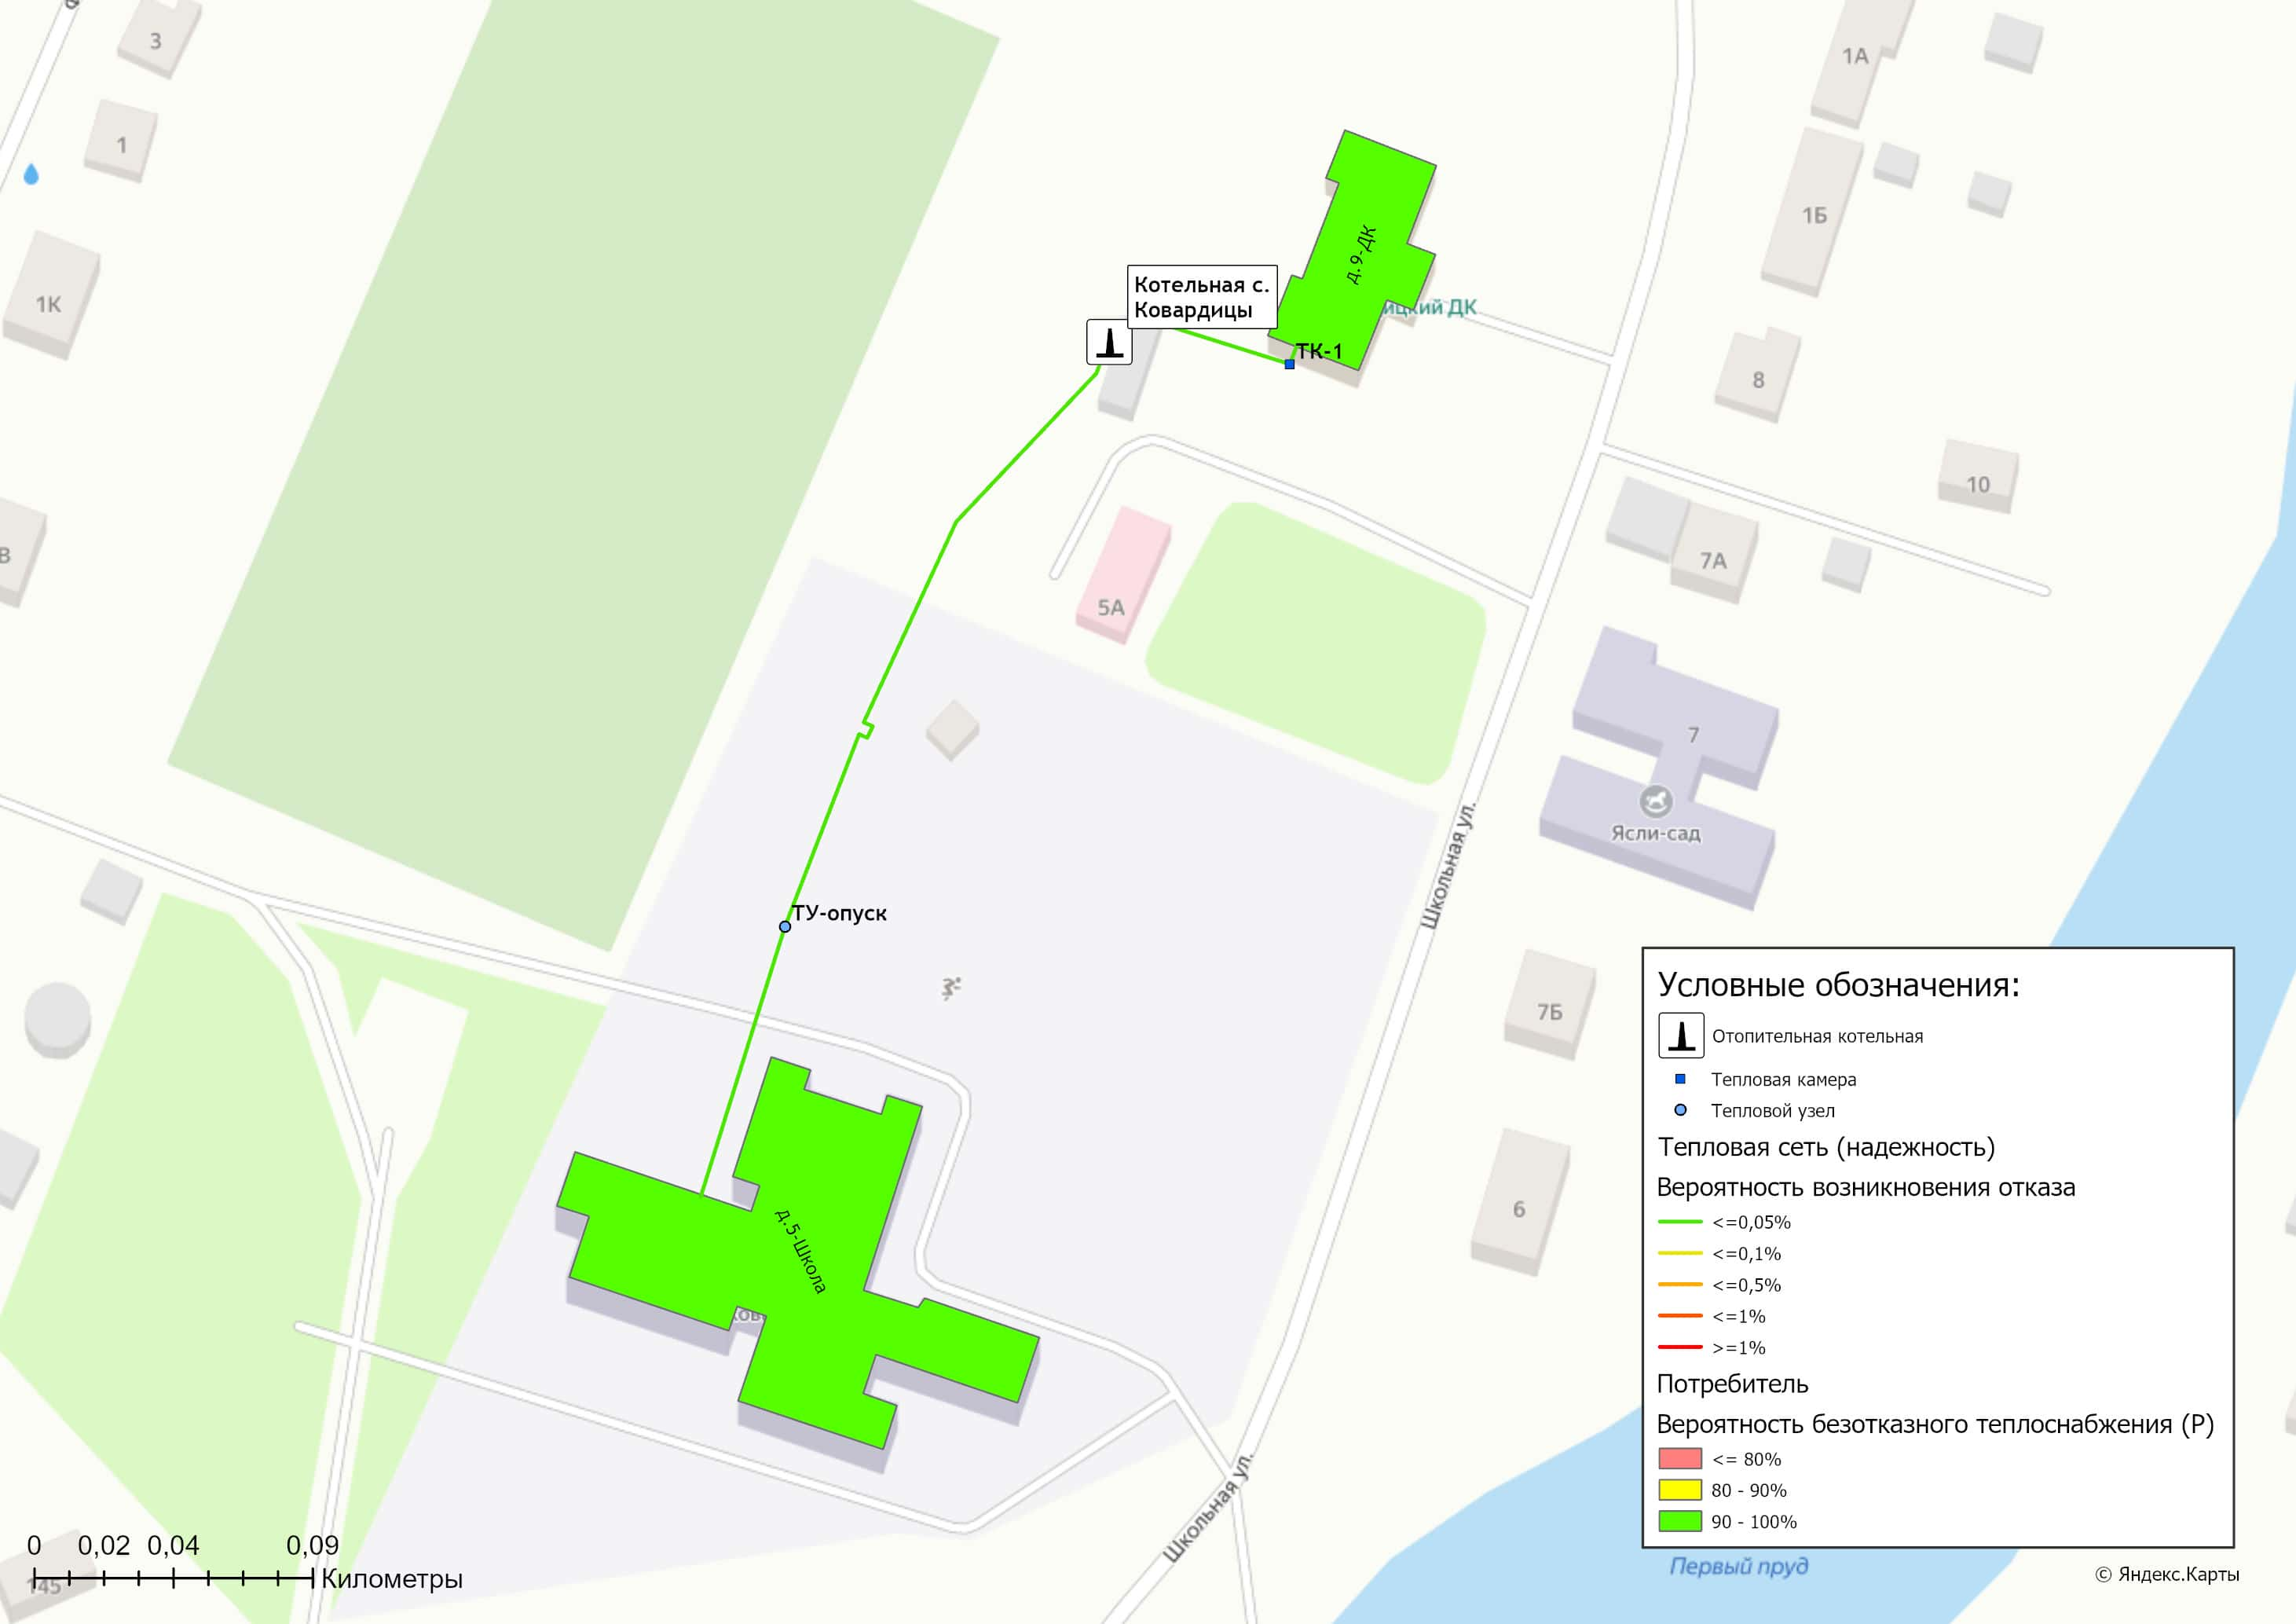 3
1А
1
1Б
1К
д.9-ДК
Котельная с.
Ковардицы
ицкий ДК
ТК-1
8
10
В
7А
5А
7
Ясли-сад
Школьная ул.
ТУ-опуск
7Б
6
д.5-Школа
Школьная ул.
145
Первый пруд
Условные обозначения:
Отопительная котельная
Тепловая камера
Тепловой узел
Тепловая сеть (надежность)
Вероятность возникновения отказа
<=0,05%
<=0,1%
<=0,5%
<=1%
>=1%
Потребитель
Вероятность безотказного теплоснабжения (Р)
<= 80%
80 - 90%
90 - 100%
0 0,02 0,04 0,09
Километры
© Яндекс.Карты